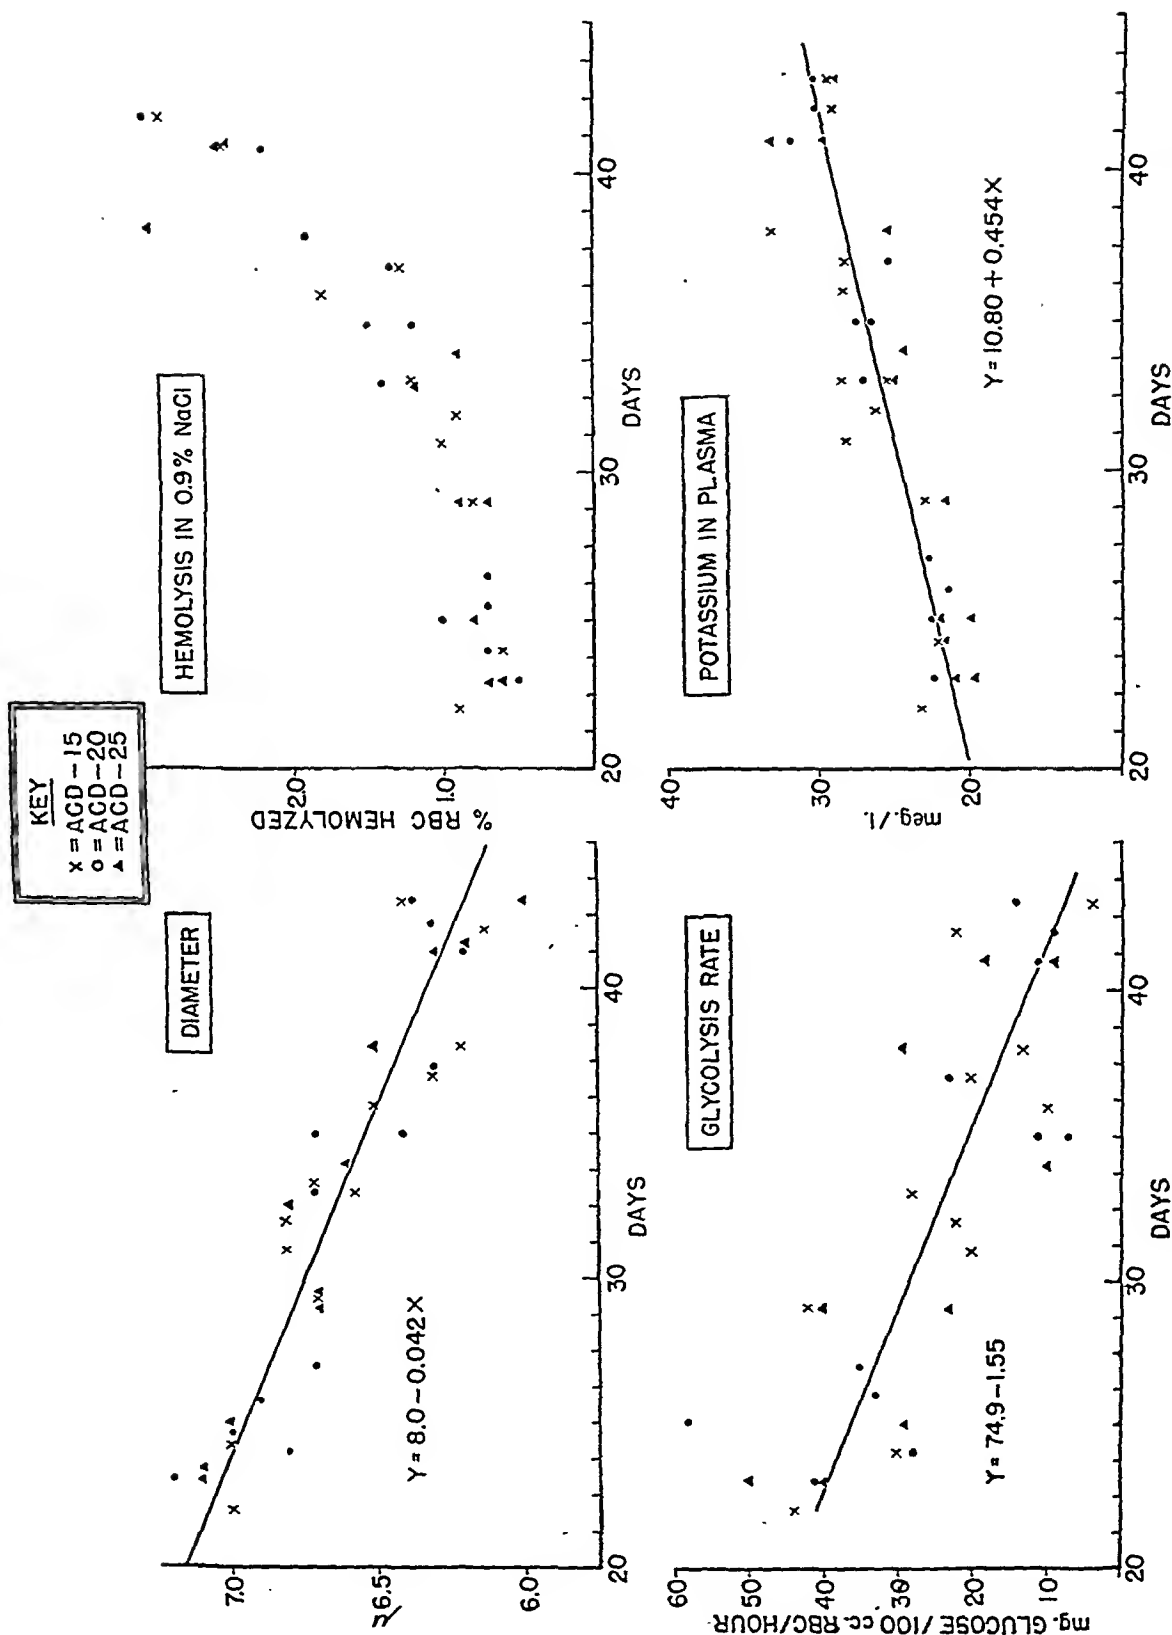 KEY
x = ACD-15
o = ACD-20
▲ = ACD-25
DIAMETER
7.0
6.5
6.0
μ
Y = 8.0 - 0.042X
20
30
40
DAYS
HEMOLYSIS IN 0.9% NaCl
% RBC HEMOLYZED
2.0
1.0
20
30
40
DAYS
GLYCOLYSIS RATE
mg. GLUCOSE/100 cc. RBC/HOUR
60
50
40
30
20
10
Y = 74.9-1.55
20
30
40
DAYS
POTASSIUM IN PLASMA
meg./l.
40
30
20
Y = 10.80 + 0.454X
20
30
40
DAYS